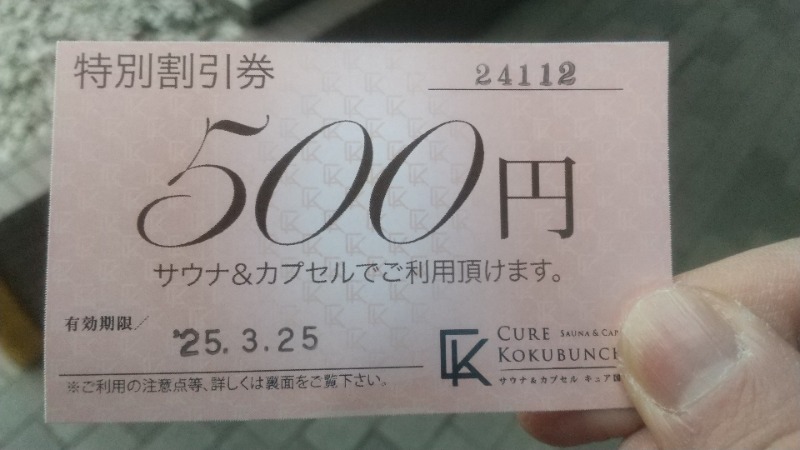 特別割引券
24112
500円
サウナ&カプセルでご利用頂けます。
有効期限/
'25.3.25
CURE SAUNA &
KOKUBUNC
サウナ&カプセル キュア
※ご利用の注意点等、詳しくは裏面をご覧下さい。